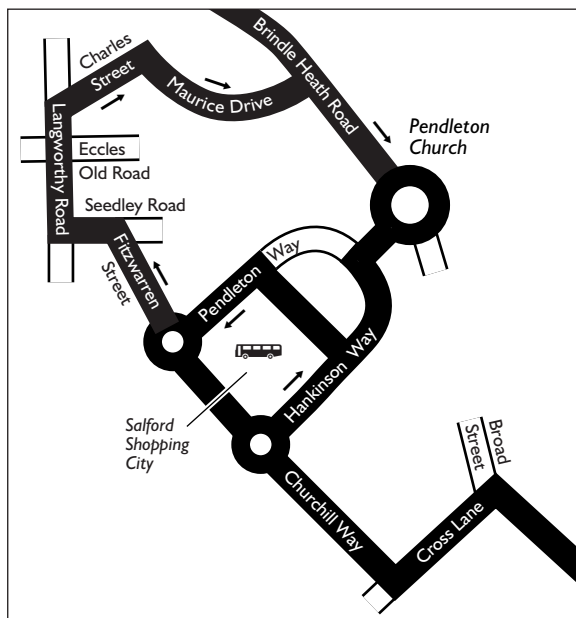 Charles
Street
Maurice Drive
Brindle Heath Road
Pendleton
Church
Langworthy Road
Eccles
Old Road
Seedley Road
Fitzwarren
Street
Pendleton
Way
Hankinson Way
Salford
Shopping
City
Churchill Way
Cross Lane
Broad
Street